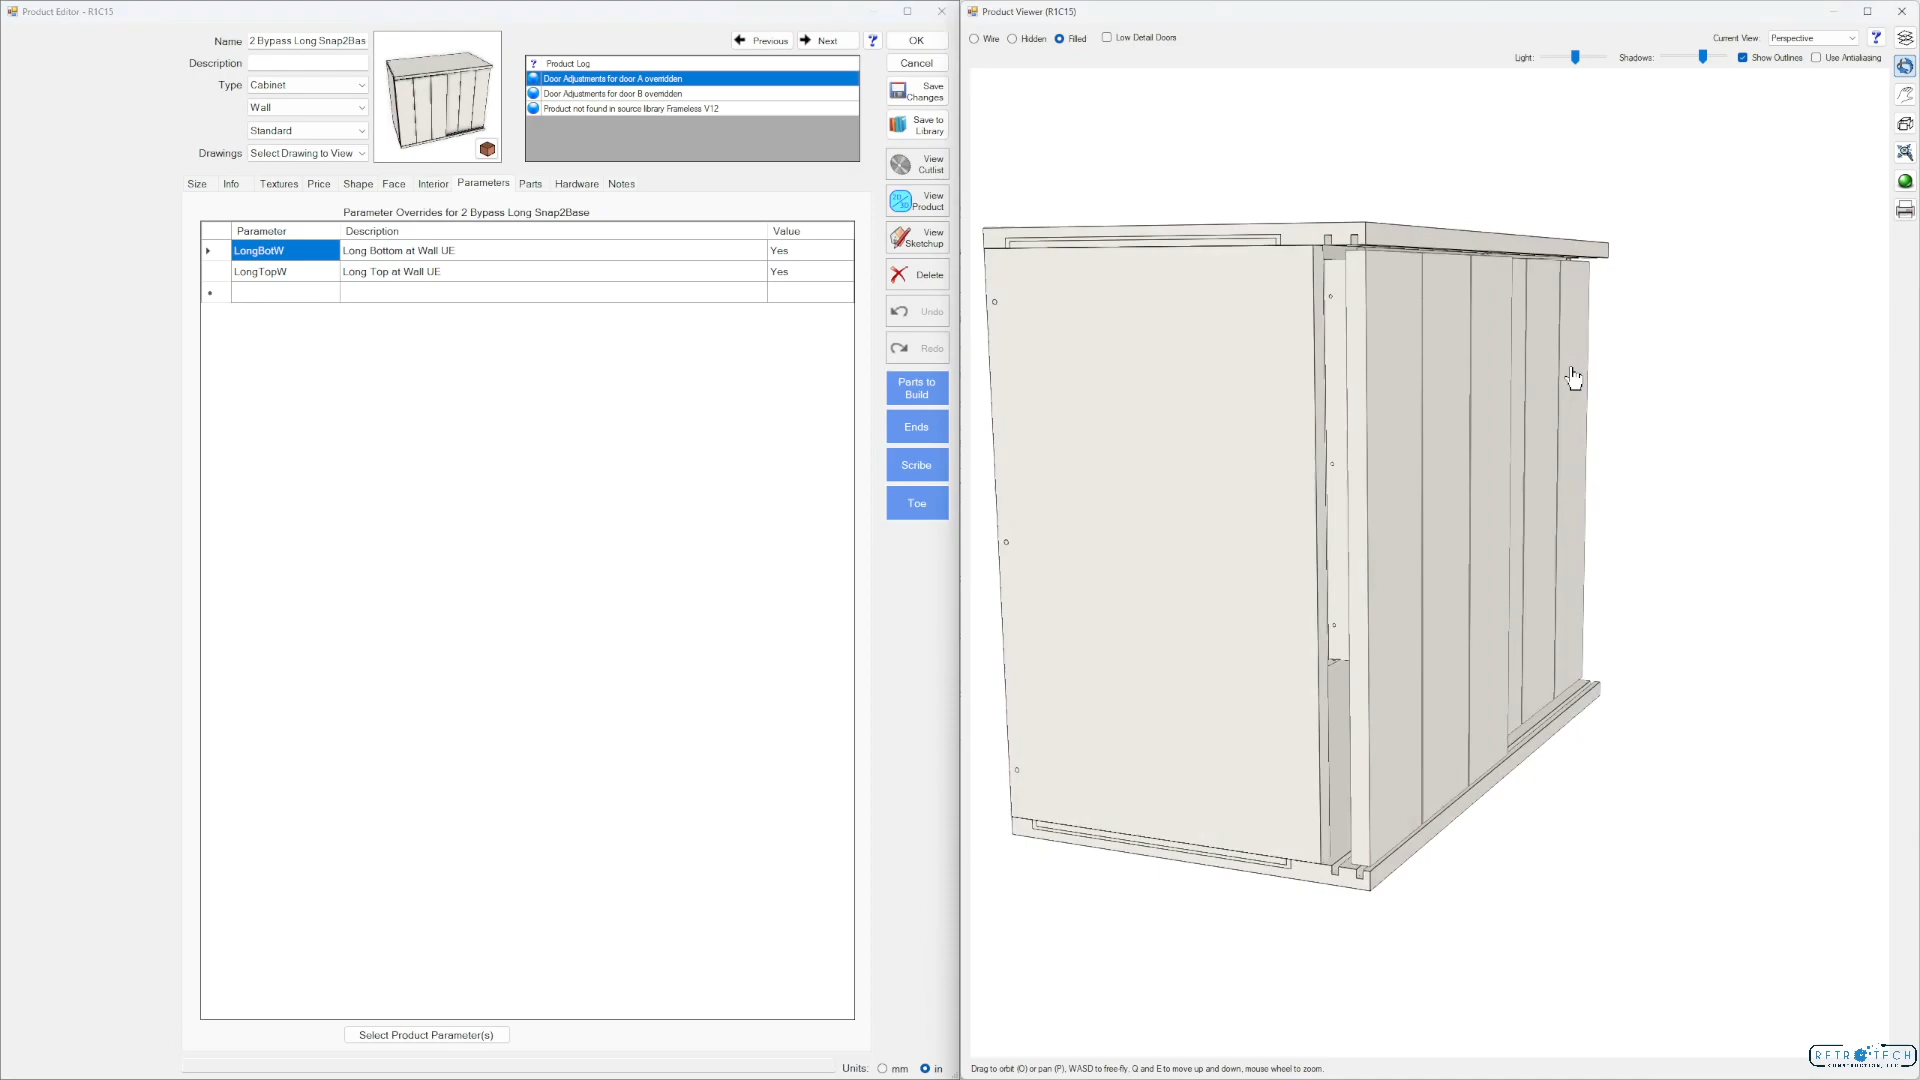 Product Editor - R1C15
Name 2 Bypass Long Snap2Bas
Description
Type Cabinet
Wall
Standard
Drawings Select Drawing to View
Previous
Next
?
OK
Cancel
Save Changes
Save to Library
View Cutlist
2D/3D View Product
View Sketchup
Delete
Undo
Redo
Parts to Build
Ends
Scribe
Toe
? Product Log
Door Adjustments for door A overridden
Door Adjustments for door B overridden
Product not found in source library Frameless V12
Size Info Textures Price Shape Face Interior Parameters Parts Hardware Notes
Parameter Overrides for 2 Bypass Long Snap2Base
Parameter Description Value
LongBotW Long Bottom at Wall UE Yes
LongTopW Long Top at Wall UE Yes
Select Product Parameter(s)
Units: mm in
Product Viewer (R1C15)
Wire Hidden Filled Low Detail Doors
Current View: Perspective ?
Light: Shadows: Show Outlines Use Antialiasing
Drag to orbit (O) or pan (P), WASD to free-fly, Q and E to move up and down, mouse wheel to zoom.
RETROTECH
CONSTRUCTION, LLC